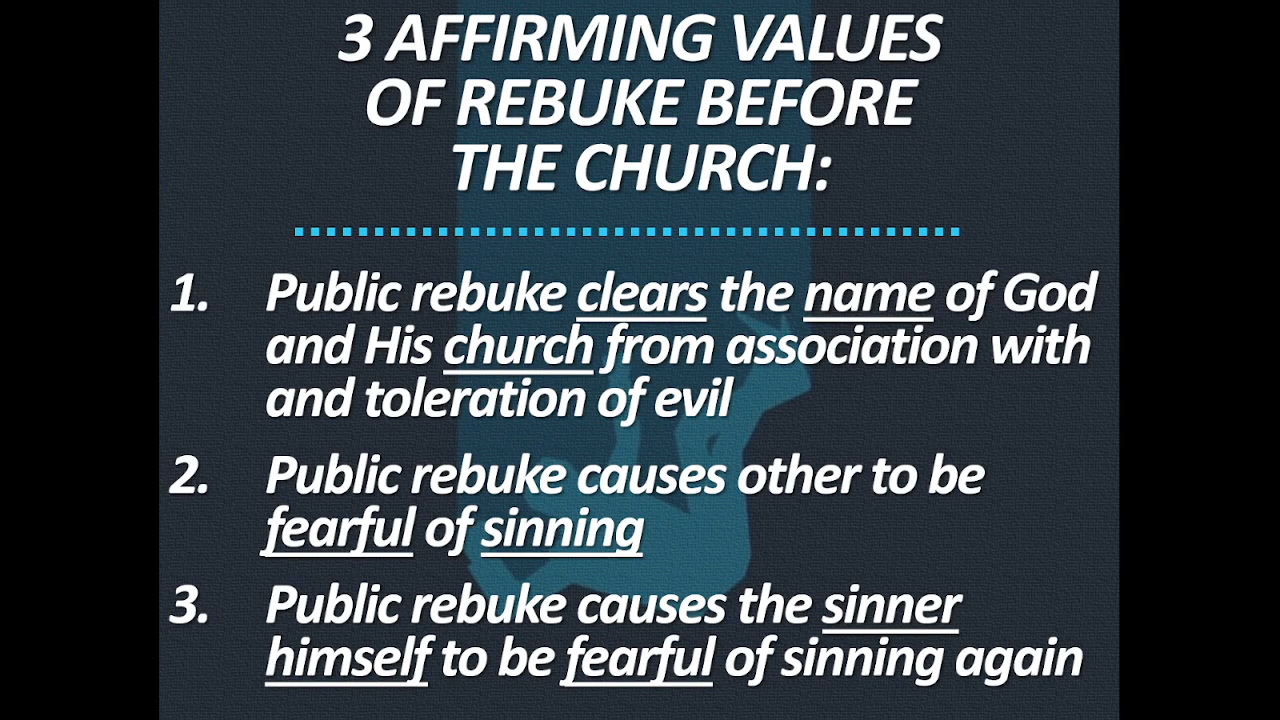 3 AFFIRMING VALUES
OF REBUKE BEFORE
THE CHURCH:
1. Public rebuke clears the name of God
and His church from association with
and toleration of evil
2. Public rebuke causes other to be
fearful of sinning
3. Public rebuke causes the sinner
himself to be fearful of sinning again